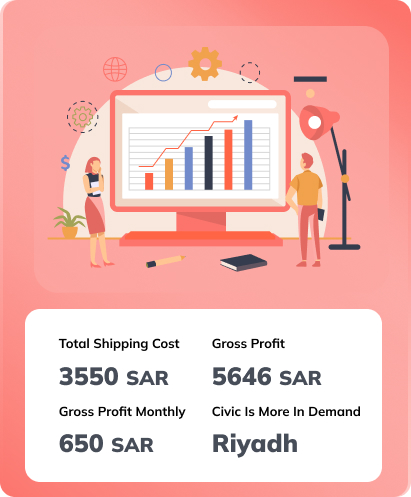 $
Total Shipping Cost
3550 SAR
Gross Profit
5646 SAR
Gross Profit Monthly
650 SAR
Civic Is More In Demand
Riyadh